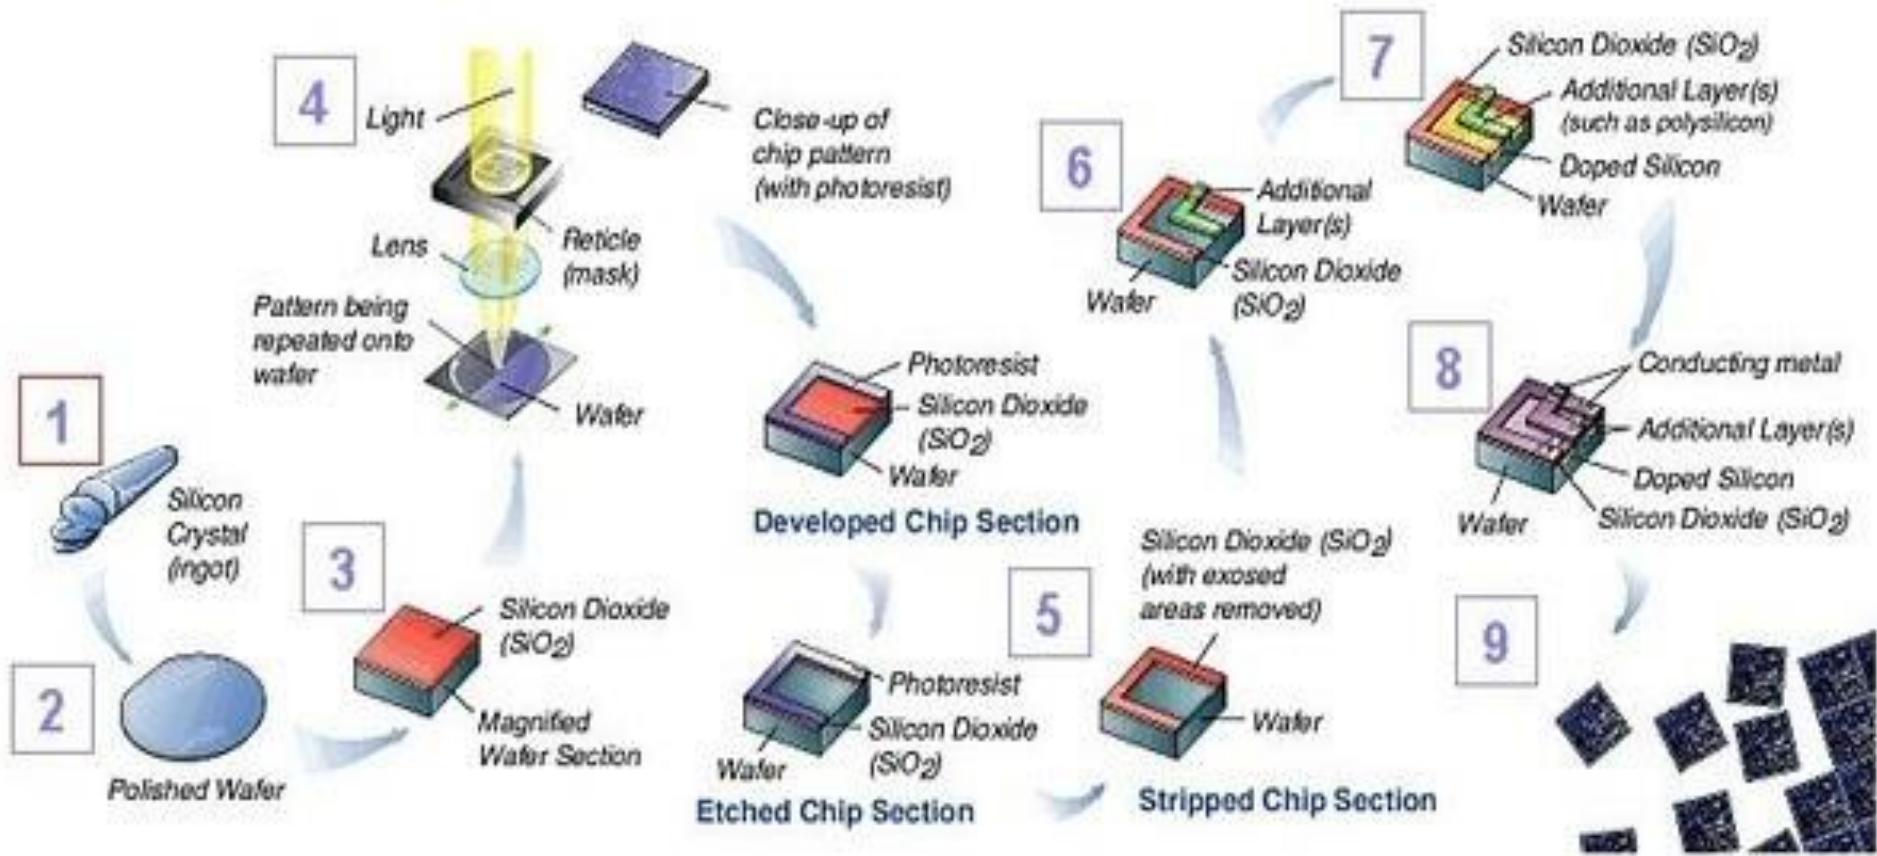 1
Silicon
Crystal
(ingot)
2
Polished Wafer
3
Silicon Dioxide
(SiO2)
Magnified
Wafer Section
4
Light
Close-up of
chip pattern
(with photoresist)
Lens
Reticle
(mask)
Pattern being
repeated onto
wafer
Wafer
Photoresist
Silicon Dioxide
(SiO2)
Wafer
Developed Chip Section
Photoresist
Silicon Dioxide
(SiO2)
Wafer
Etched Chip Section
5
Silicon Dioxide (SiO2)
(with exosed
areas removed)
Wafer
Stripped Chip Section
6
Additional
Layer(s)
Silicon Dioxide
(SiO2)
Wafer
7
Silicon Dioxide (SiO2)
Additional Layer(s)
(such as polysilicon)
Doped Silicon
Wafer
8
Conducting metal
Additional Layer(s)
Doped Silicon
Silicon Dioxide (SiO2)
Wafer
9